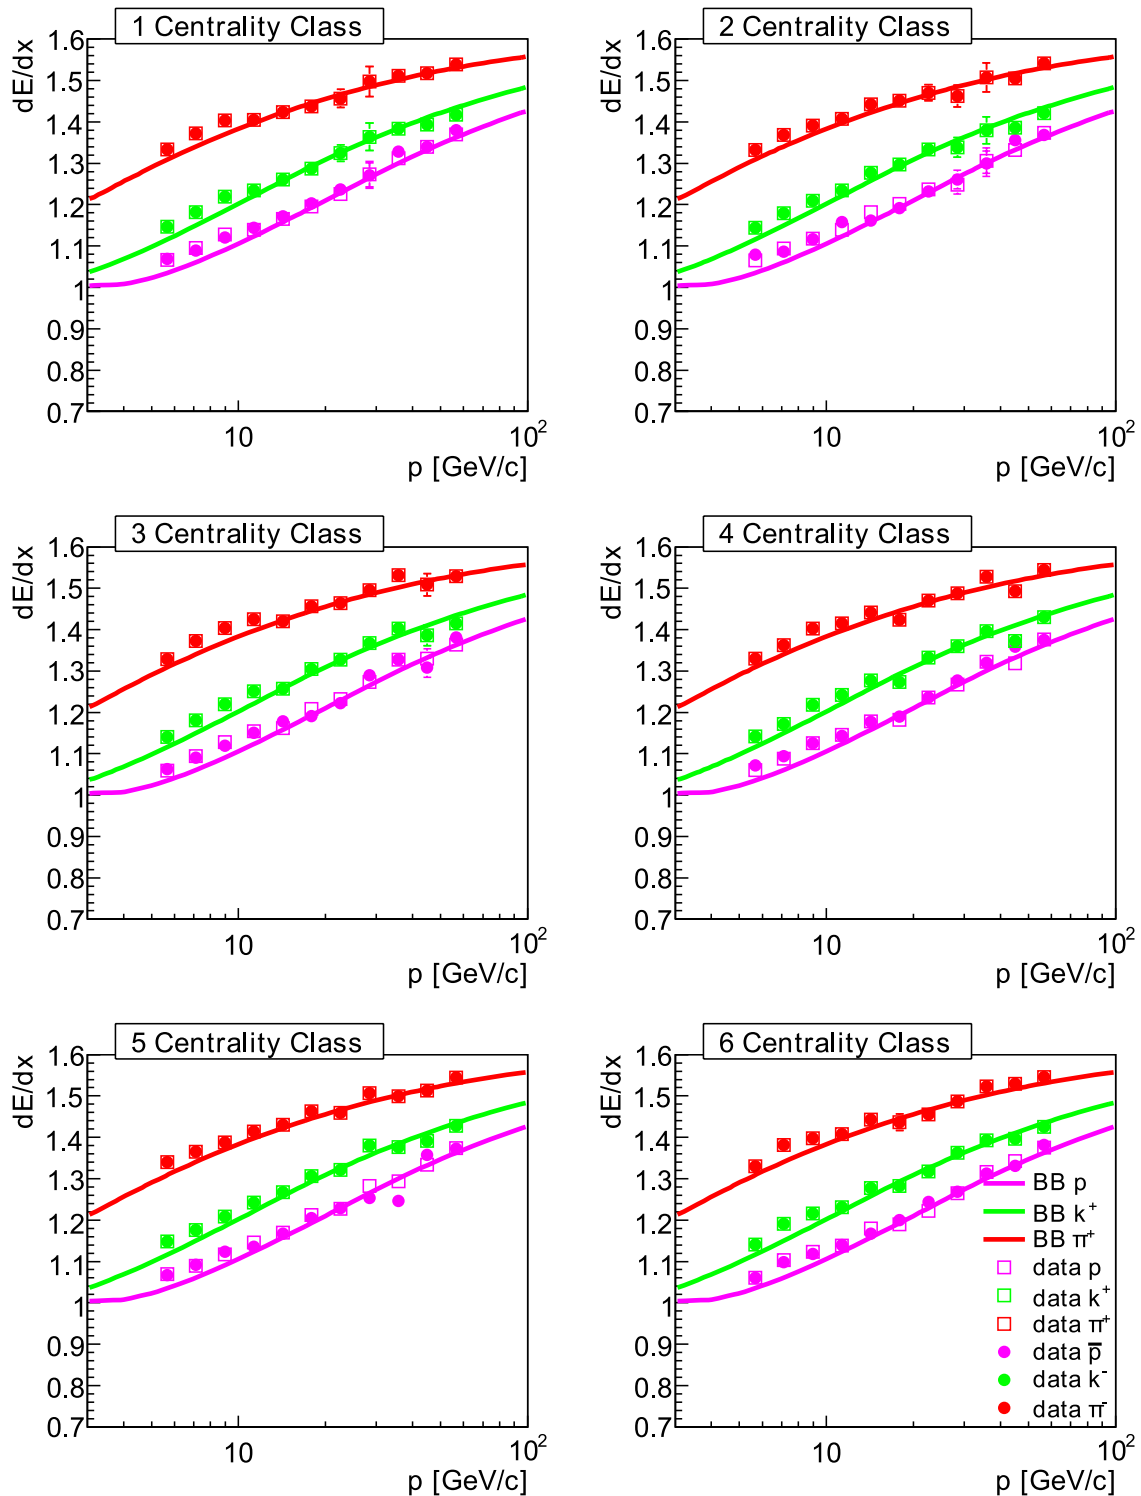 1 Centrality Class
dE/dx
1.6
1.5
1.4
1.3
1.2
1.1
1
0.9
0.8
0.7
10
10²
p [GeV/c]
2 Centrality Class
dE/dx
1.6
1.5
1.4
1.3
1.2
1.1
1
0.9
0.8
0.7
10
10²
p [GeV/c]
3 Centrality Class
dE/dx
1.6
1.5
1.4
1.3
1.2
1.1
1
0.9
0.8
0.7
10
10²
p [GeV/c]
4 Centrality Class
dE/dx
1.6
1.5
1.4
1.3
1.2
1.1
1
0.9
0.8
0.7
10
10²
p [GeV/c]
5 Centrality Class
dE/dx
1.6
1.5
1.4
1.3
1.2
1.1
1
0.9
0.8
0.7
10
10²
p [GeV/c]
6 Centrality Class
dE/dx
1.6
1.5
1.4
1.3
1.2
1.1
1
0.9
0.8
0.7
10
10²
p [GeV/c]
BB p
BB k⁺
BB π⁺
data p
data k⁺
data π⁺
data p̄
data k⁻
data π⁻